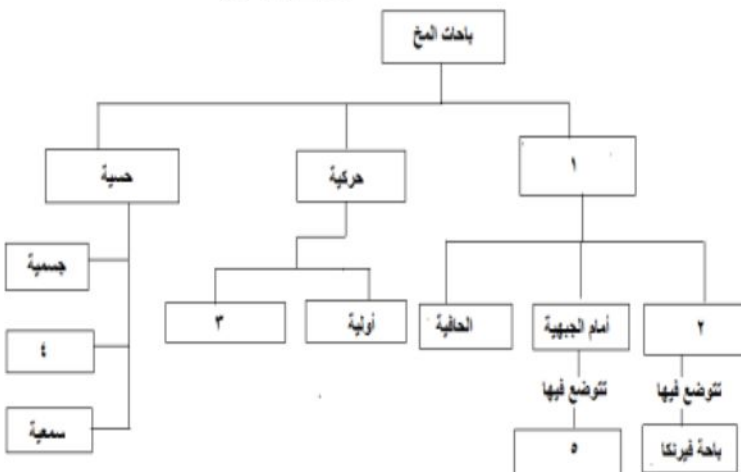 باحات المخ
١
حركية
حسية
جسمية
٤
سمعية
٣
أولية
الحافية
أمام الجبهية
٢
تتوضع فيها
تتوضع فيها
٥
باحة فيرنكا